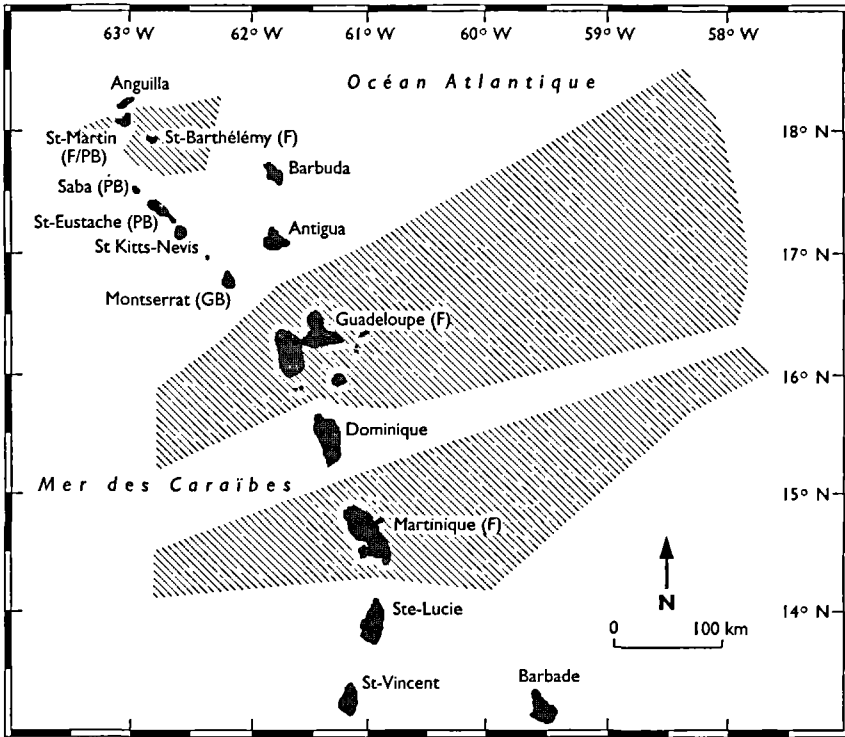 63° W 62° W 61° W 60° W 59° W 58° W
Océan Atlantique
Anguilla
18° N
St-Martin
(F/PB)
St-Barthélémy (F)
Barbuda
Saba (PB)
St-Eustache (PB)
St Kitts-Nevis
Antigua
17° N
Montserrat (GB)
Guadeloupe (F)
16° N
Dominique
Mer des Caraïbes
15° N
Martinique (F)
N
14° N
Ste-Lucie
0 100 km
St-Vincent
Barbade